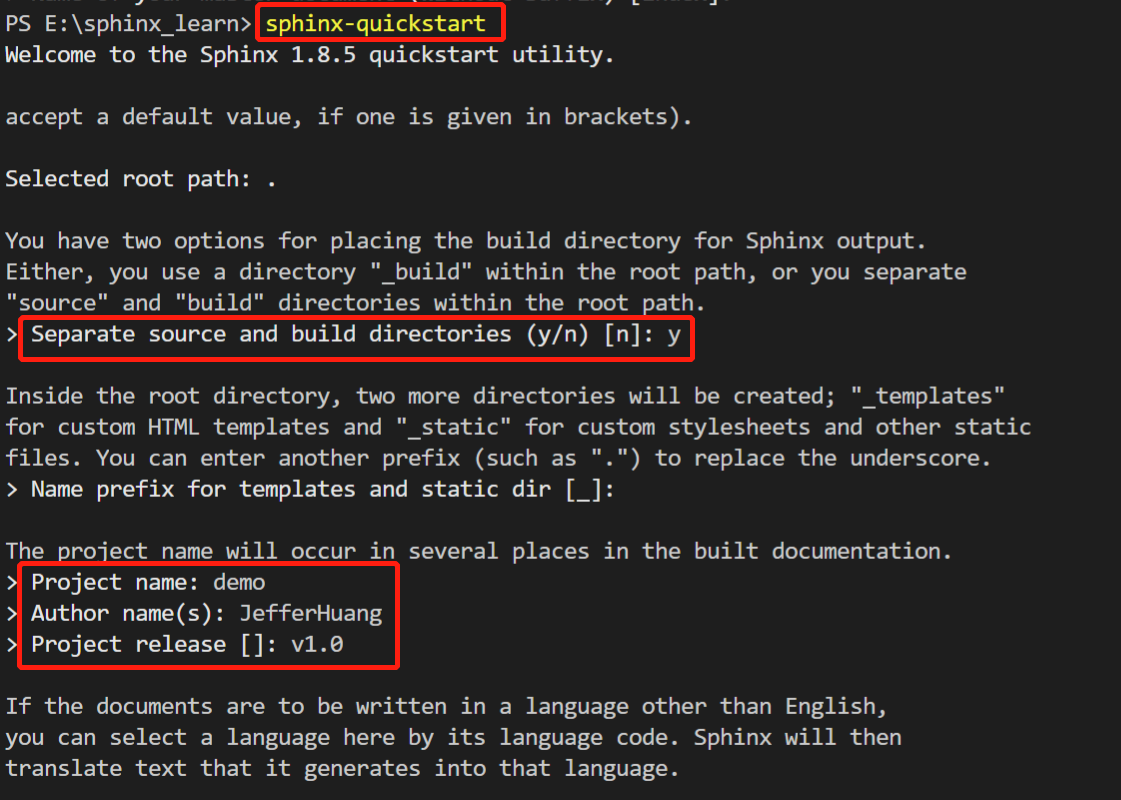 PS E:\sphinx_learn> sphinx-quickstart
Welcome to the Sphinx 1.8.5 quickstart utility.
accept a default value, if one is given in brackets).
Selected root path: .
You have two options for placing the build directory for Sphinx output.
Either, you use a directory "_build" within the root path, or you separate
"source" and "build" directories within the root path.
> Separate source and build directories (y/n) [n]: y
Inside the root directory, two more directories will be created; "_templates"
for custom HTML templates and "_static" for custom stylesheets and other static
files. You can enter another prefix (such as ".") to replace the underscore.
> Name prefix for templates and static dir [_]:
The project name will occur in several places in the built documentation.
> Project name: demo
> Author name(s): JefferHuang
> Project release []: v1.0
If the documents are to be written in a language other than English,
you can select a language here by its language code. Sphinx will then
translate text that it generates into that language.